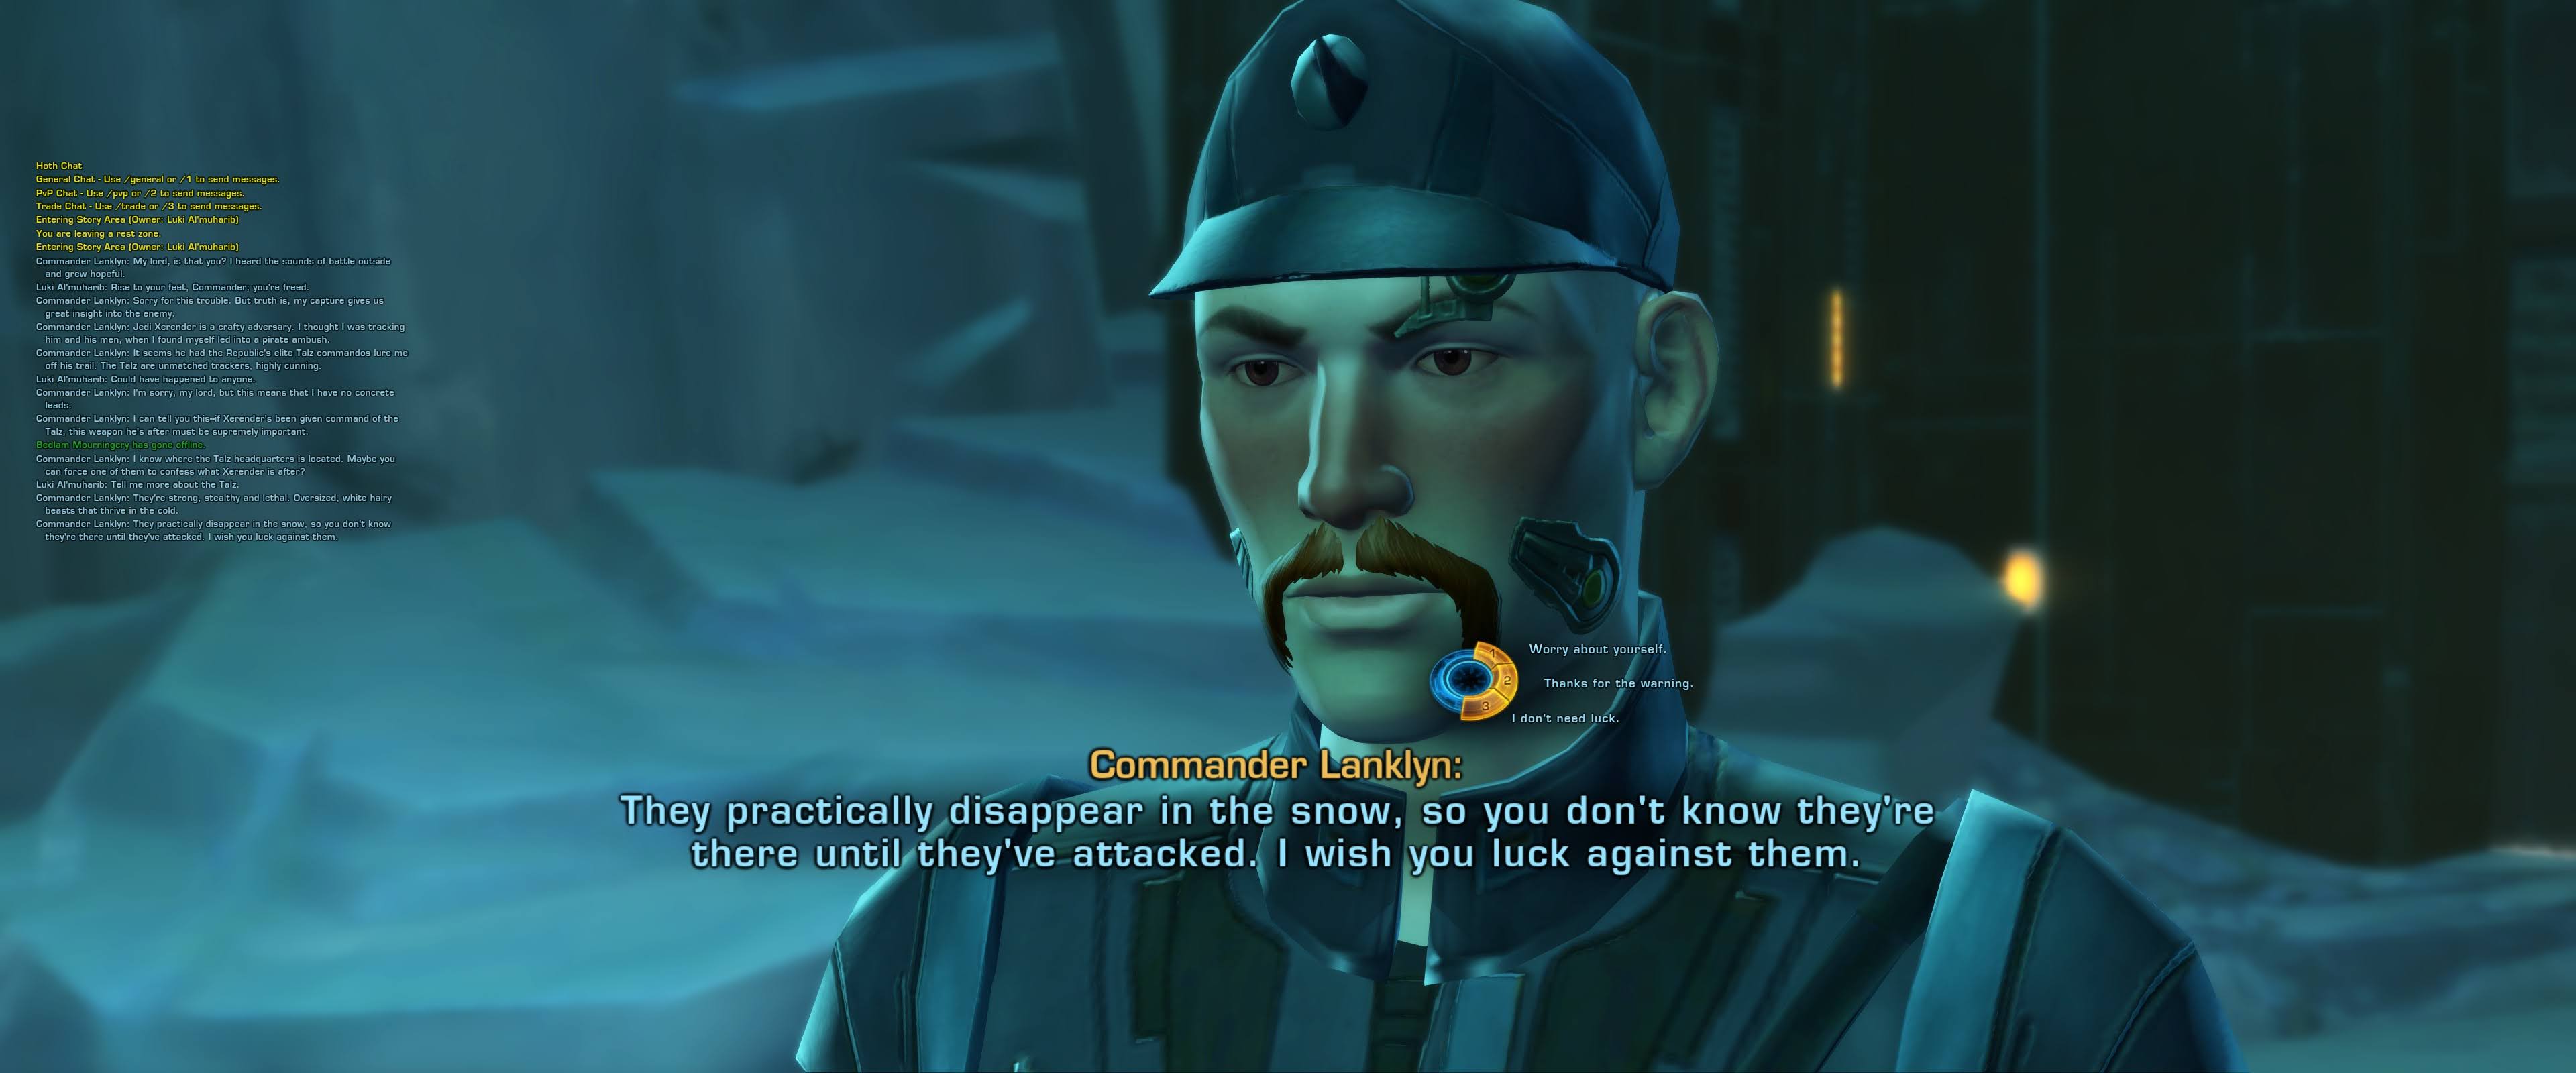 Hoth Chat
General Chat - Use /general or /1 to send messages.
PvP Chat - Use /pvp or /2 to send messages.
Trade Chat - Use /trade or /3 to send messages.
Entering Story Area (Owner: Luki Al'muharib)
You are leaving a rest zone.
Entering Story Area (Owner: Luki Al'muharib)
Commander Lanklyn: My lord, is that you? I heard the sounds of battle outside
and grew hopeful.
Luki Al'muharib: Rise to your feet, Commander; you're freed.
Commander Lanklyn: Sorry for this trouble. But truth is, my capture gives us
great insight into the enemy.
Commander Lanklyn: Jedi Xerender is a crafty adversary. I thought I was tracking
him and his men, when I found myself led into a pirate ambush.
Commander Lanklyn: It seems he had the Republic's elite Talz commandos lure me
off his trail. The Talz are unmatched trackers, highly cunning.
Luki Al'muharib: Could have happened to anyone.
Commander Lanklyn: I'm sorry, my lord, but this means that I have no concrete
leads.
Commander Lanklyn: I can tell you this—if Xerender's been given command of the
Talz, this weapon he's after must be supremely important.
Bedlam Mourningcry has gone offline.
Commander Lanklyn: I know where the Talz headquarters is located. Maybe you
can force one of them to confess what Xerender is after?
Luki Al'muharib: Tell me more about the Talz.
Commander Lanklyn: They're strong, stealthy and lethal. Oversized, white hairy
beasts that thrive in the cold.
Commander Lanklyn: They practically disappear in the snow, so you don't know
they're there until they've attacked. I wish you luck against them.
1 Worry about yourself.
2 Thanks for the warning.
3 I don't need luck.
Commander Lanklyn:
They practically disappear in the snow, so you don't know they're
there until they've attacked. I wish you luck against them.